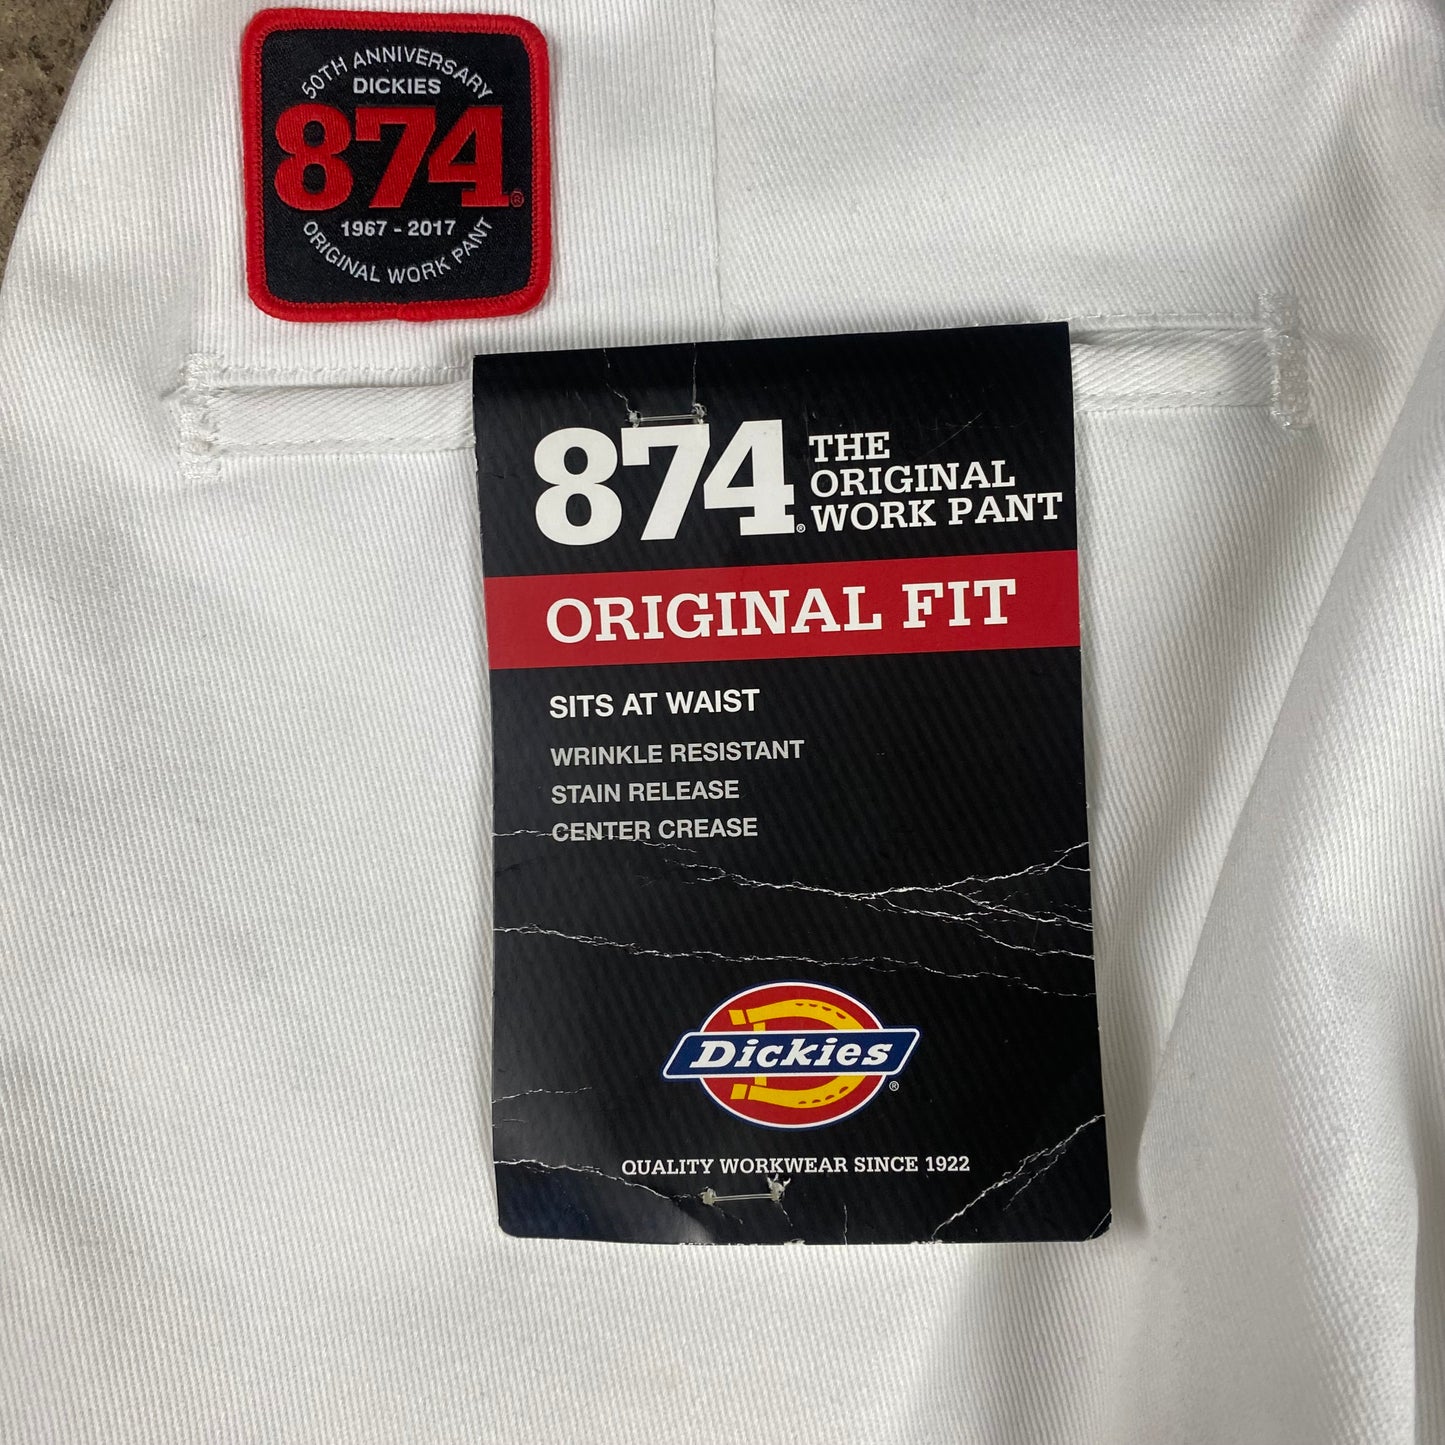 50TH ANNIVERSARY
DICKIES
874®
1967 - 2017
ORIGINAL WORK PANT
874®
THE
ORIGINAL
WORK PANT
ORIGINAL FIT
SITS AT WAIST
WRINKLE RESISTANT
STAIN RELEASE
CENTER CREASE
Dickies®
QUALITY WORKWEAR SINCE 1922